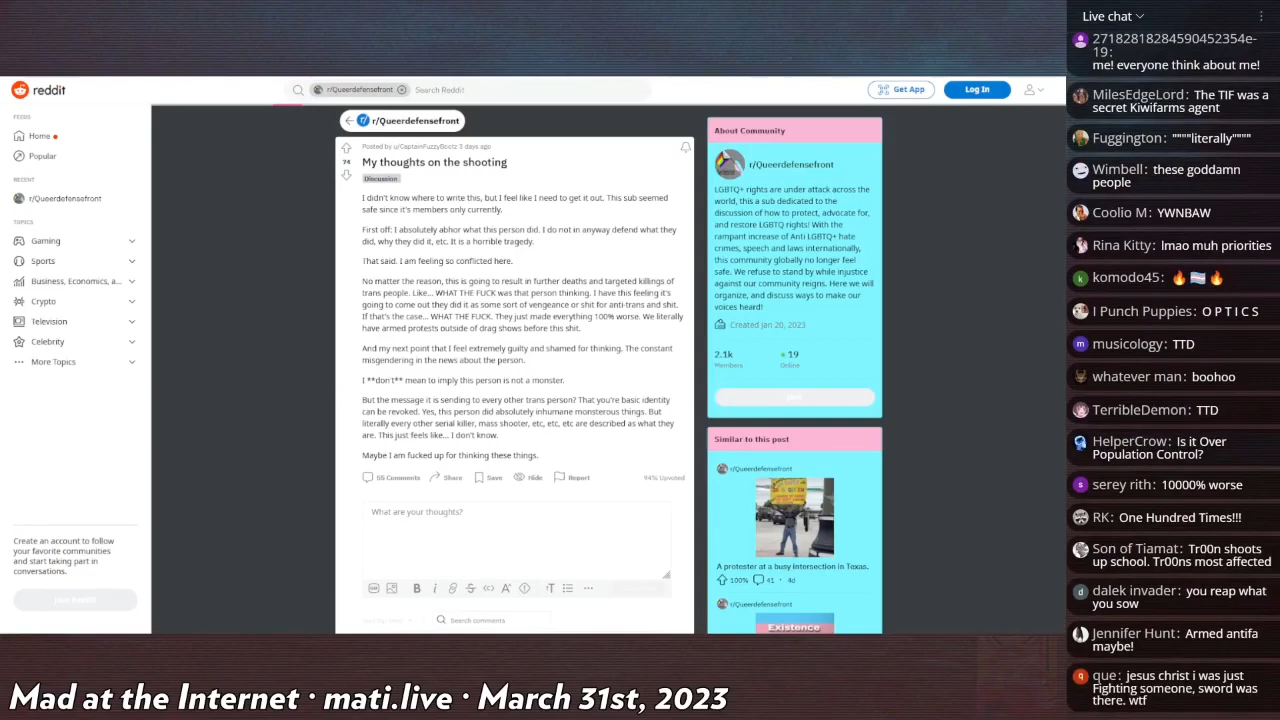 reddit
r/Queerdefensefront
Search Reddit
Get App
Log In
FEEDS
Home
Popular
RECENT
r/Queerdefensefront
TOPICS
Gaming
Sports
Business, Economics, a...
Crypto
Television
Celebrity
More Topics
Create an account to follow
your favorite communities
and start taking part in
conversations.
Join Reddit
r/Queerdefensefront
Posted by u/CaptainFuzzyBootz 3 days ago
74
My thoughts on the shooting
Discussion
I didn't know where to write this, but I feel like I need to get it out. This sub seemed
safe since it's members only currently.
First off: I absolutely abhor what this person did. I do not in anyway defend what they
did, why they did it, etc. It is a horrible tragedy.
That said. I am feeling so conflicted here.
No matter the reason, this is going to result in further deaths and targeted killings of
trans people. Like... WHAT THE FUCK was that person thinking. I have this feeling it's
going to come out they did it as some sort of vengeance or shit for anti-trans and shit.
If that's the case... WHAT THE FUCK. They just made everything 100% worse. We literally
have armed protests outside of drag shows before this shit.
And my next point that I feel extremely guilty and shamed for thinking. The constant
misgendering in the news about the person.
I **don't** mean to imply this person is not a monster.
But the message it is sending to every other trans person? That you're basic identity
can be revoked. Yes, this person did absolutely inhumane monsterous things. But
literally every other serial killer, mass shooter, etc, etc, etc are described as what they
are. This just feels like... I don't know.
Maybe I am fucked up for thinking these things.
55 Comments
Share
Save
Hide
Report
94% Upvoted
What are your thoughts?
Search comments
About Community
r/Queerdefensefront
LGBTQ+ rights are under attack across the
world, this a sub dedicated to the
discussion of how to protect, advocate for,
and restore LGBTQ rights! With the
rampant increase of Anti LGBTQ+ hate
crimes, speech and laws internationally,
this community globally no longer feel
safe. We refuse to stand by while injustice
against our community reigns. Here we will
organize, and discuss ways to make our
voices heard!
Created Jan 20, 2023
2.1k
Members
19
Online
Join
Similar to this post
r/Queerdefensefront
A protester at a busy intersection in Texas.
100% 41 · 4d
r/Queerdefensefront
Existence
Live chat
27182818284590452354e-
19:
me! everyone think about me!
MilesEdgelord: The TIF was a
secret Kiwifarms agent
Fusington: """"literally""""
Wimbell: these goddamn
people
Coolio M: YWNBAW
Rina Kitty: lmao muh priorities
komodo45:
I Punch Puppies: O P T I C S
musicology: TTD
whatever man: boohoo
TerribleDemon: TTD
HelperCrow: Is it Over
Population Control?
serey rith: 10000% worse
KK: One Hundred Times!!!
Son of Tiamat: Tr00n shoots
up school. Trans most affected
dalek invader: you reap what
you sow
Jennifer Hunt: Armed antifa
maybe!
que: jesus christ i was just
fighting someone, sword was
there. wtf
Mad at the Internet · mati.live · March 31st, 2023